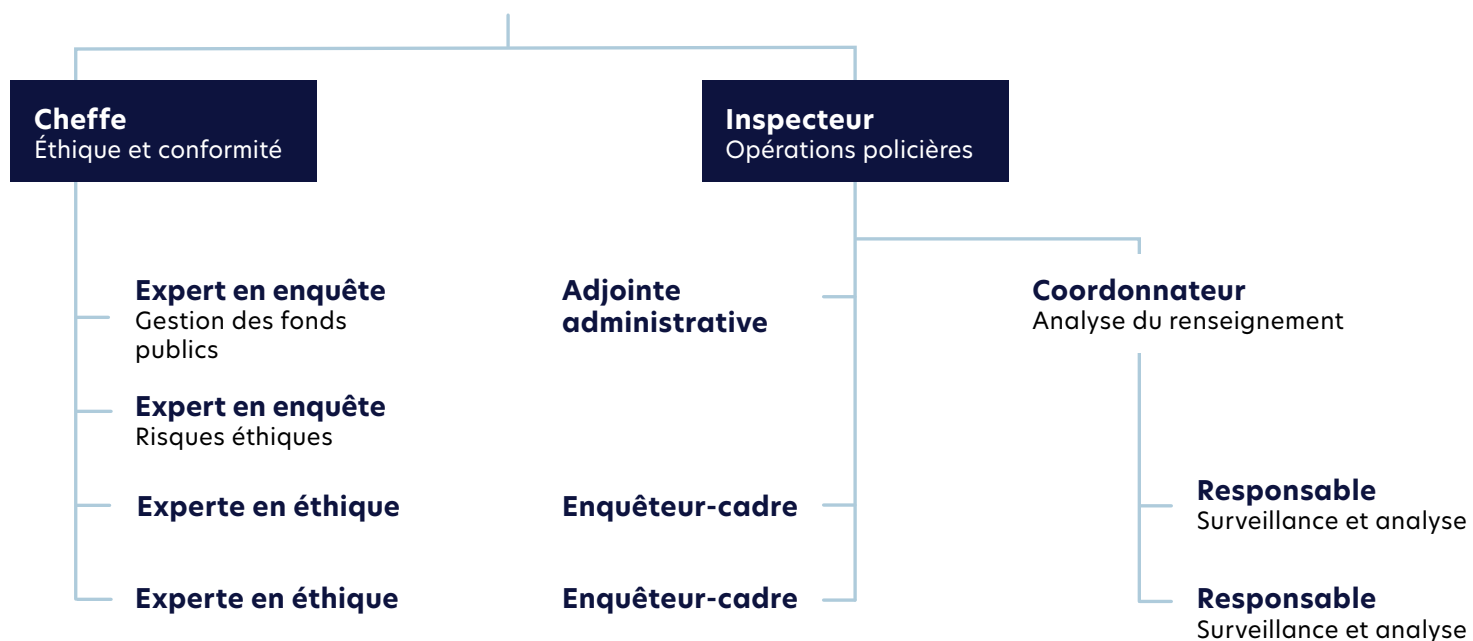 Cheffe
Éthique et conformité
Inspecteur
Opérations policières
Expert en enquête
Gestion des fonds
publics
Adjointe
administrative
Coordonnateur
Analyse du renseignement
Expert en enquête
Risques éthiques
Experte en éthique
Enquêteur-cadre
Responsable
Surveillance et analyse
Experte en éthique
Enquêteur-cadre
Responsable
Surveillance et analyse